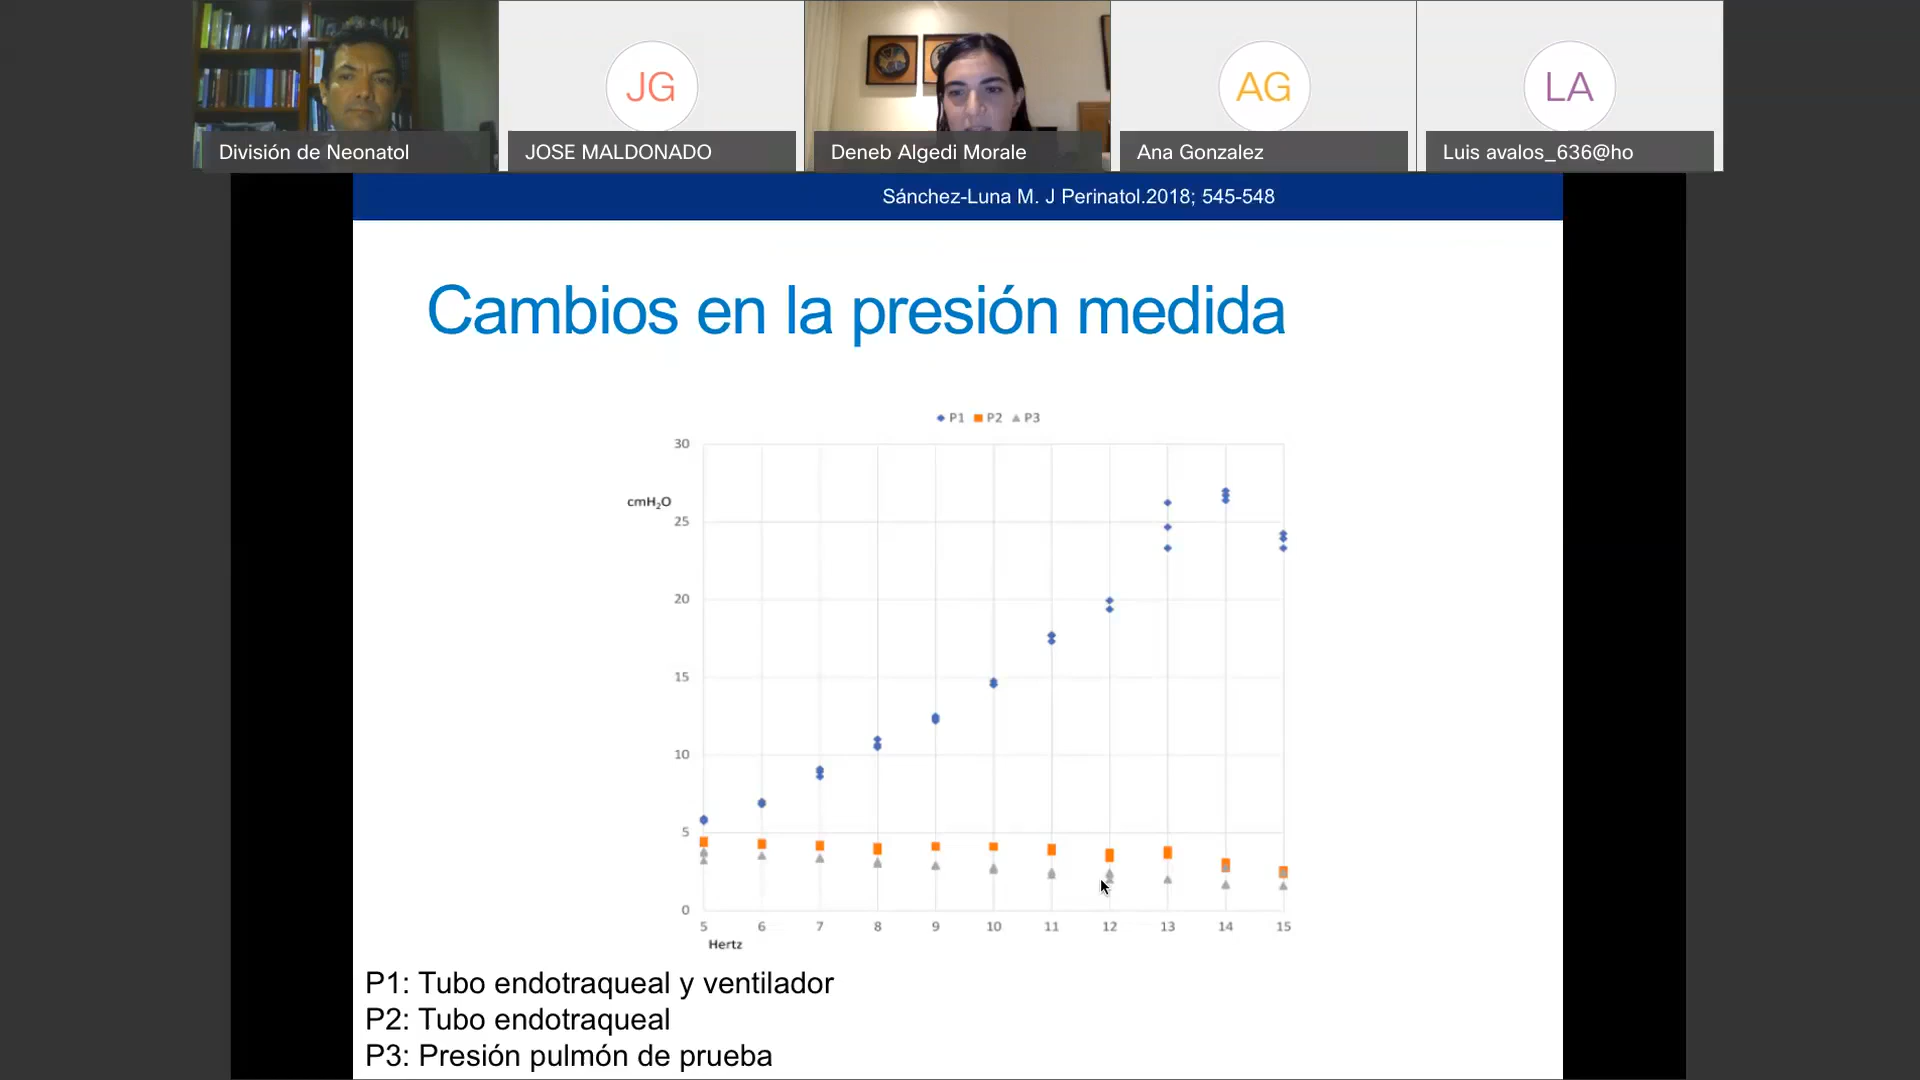 JG
AG
LA
División de Neonatol
JOSE MALDONADO
Deneb Algedi Morale
Ana Gonzalez
Luis avalos_636@ho
Sánchez-Luna M. J Perinatol.2018; 545-548
Cambios en la presión medida
P1 P2 P3
30
cmH₂O
25
20
15
10
5
0
5 6 7 8 9 10 11 12 13 14 15
Hertz
P1: Tubo endotraqueal y ventilador
P2: Tubo endotraqueal
P3: Presión pulmón de prueba